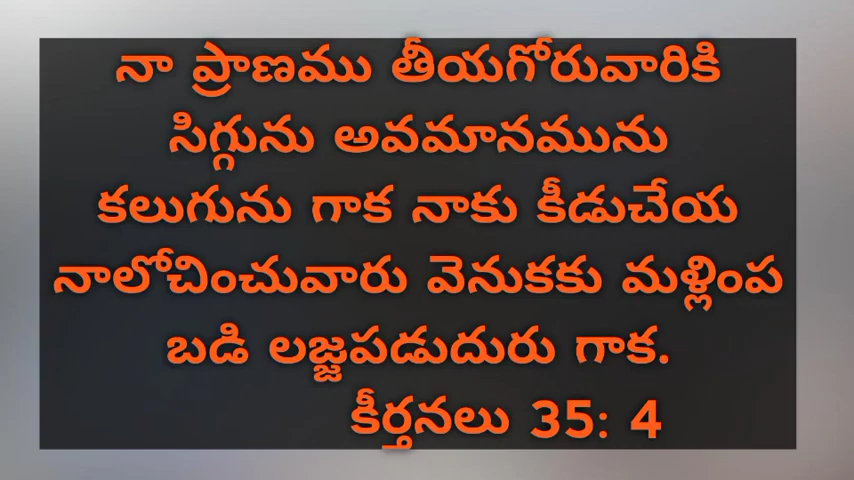 నా ప్రాణము తీయగోరువారికి
సిగ్గును అవమానమును
కలుగును గాక నాకు కీడుచేయ
నాలోచించువారు వెనుకకు మళ్లింప
బడి లజ్జపడుదురు గాక.
కీర్తనలు 35: 4